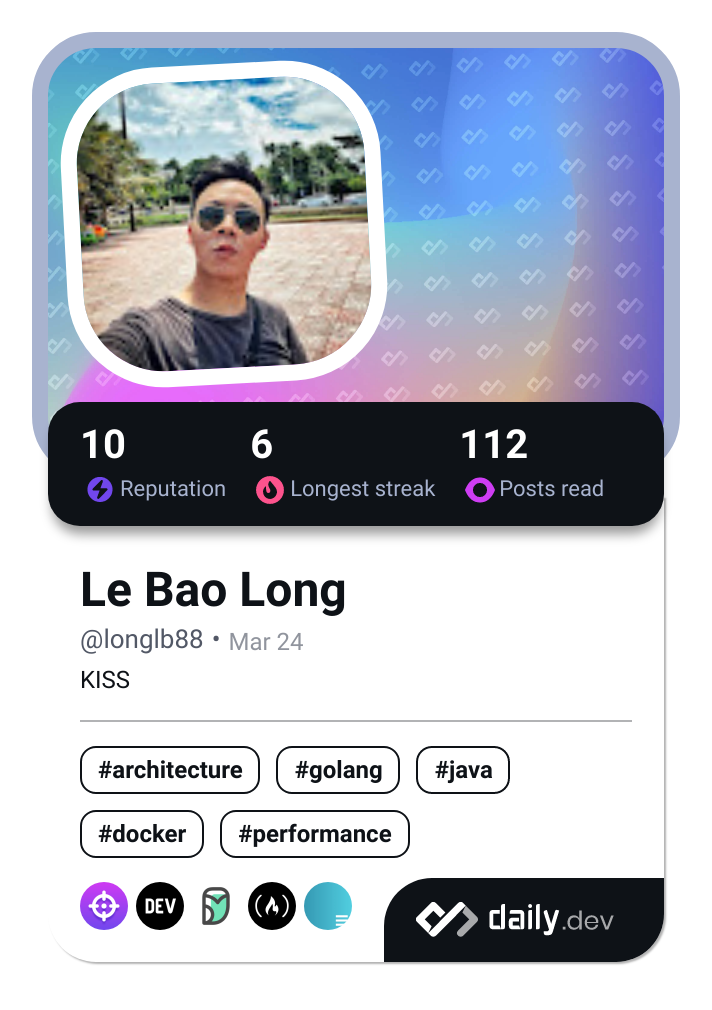 10 6 112
Reputation Longest streak Posts read
Le Bao Long
@longlb88 • Mar 24
KISS
#architecture #golang #java
#docker #performance
DEV
daily.dev